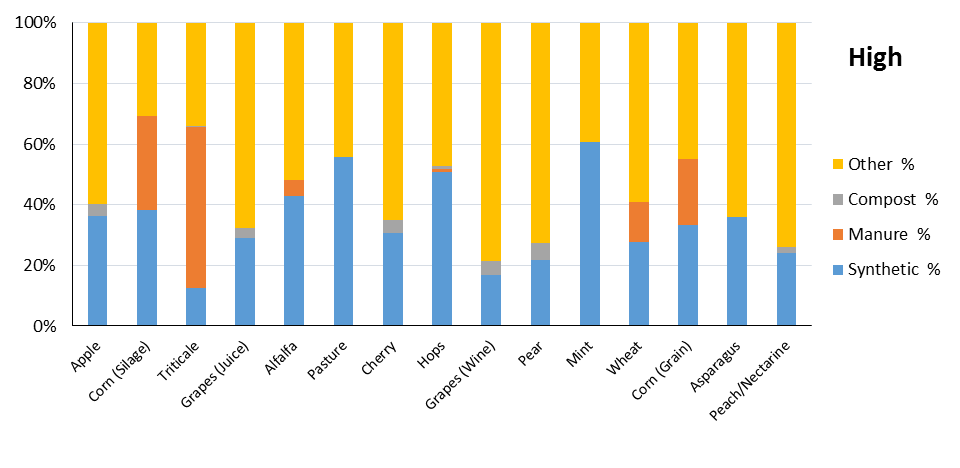 High
100%
80%
60%
40%
20%
0%
Other %
Compost %
Manure %
Synthetic %
Apple
Corn (Silage)
Triticale
Grapes (Juice)
Alfalfa
Pasture
Cherry
Hops
Grapes (Wine)
Pear
Mint
Wheat
Corn (Grain)
Asparagus
Peach/Nectarine